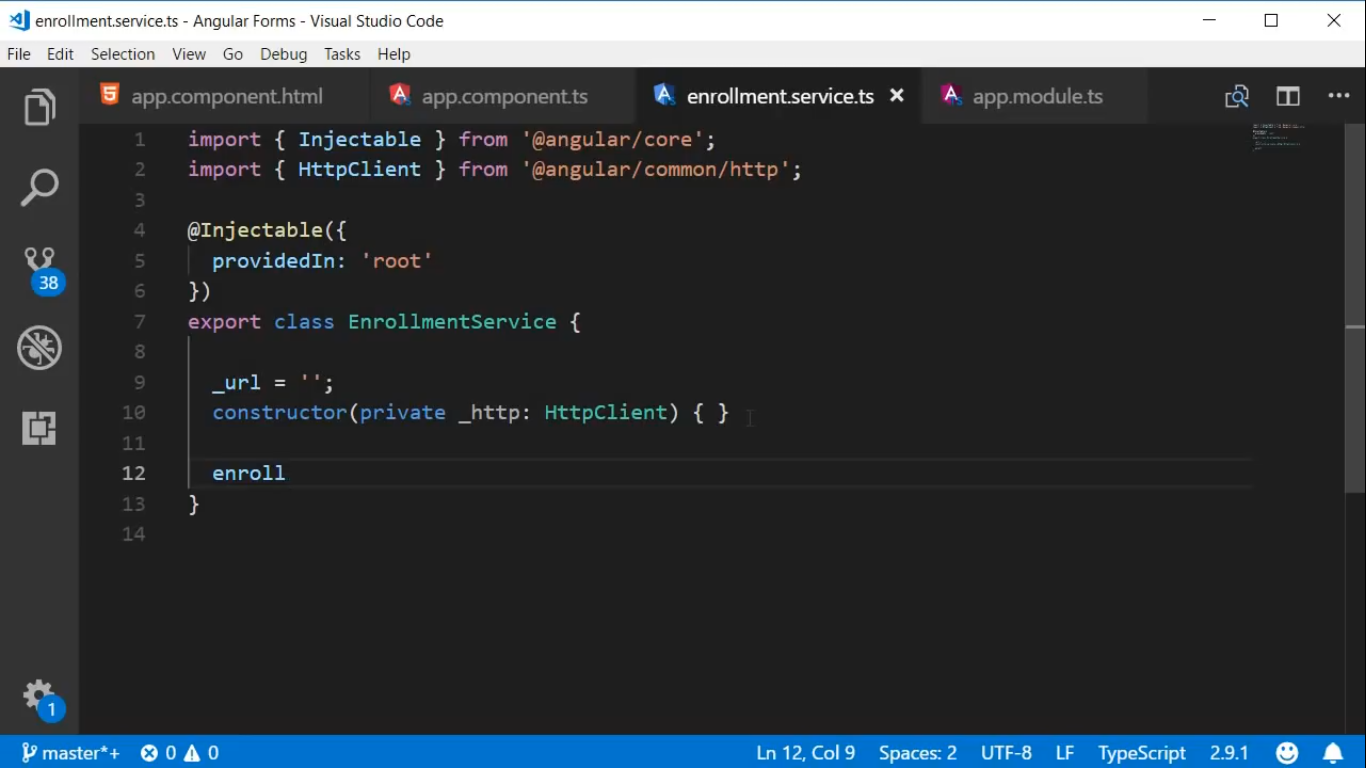 enrollment.service.ts - Angular Forms - Visual Studio Code
File Edit Selection View Go Debug Tasks Help
app.component.html app.component.ts enrollment.service.ts app.module.ts
1 import { Injectable } from '@angular/core';
2 import { HttpClient } from '@angular/common/http';
3
4 @Injectable({
5 providedIn: 'root'
6 })
7 export class EnrollmentService {
8
9 _url = '';
10 constructor(private _http: HttpClient) { }
11
12 enroll
13 }
14
38
1
master*+ 0 0 Ln 12, Col 9 Spaces: 2 UTF-8 LF TypeScript 2.9.1